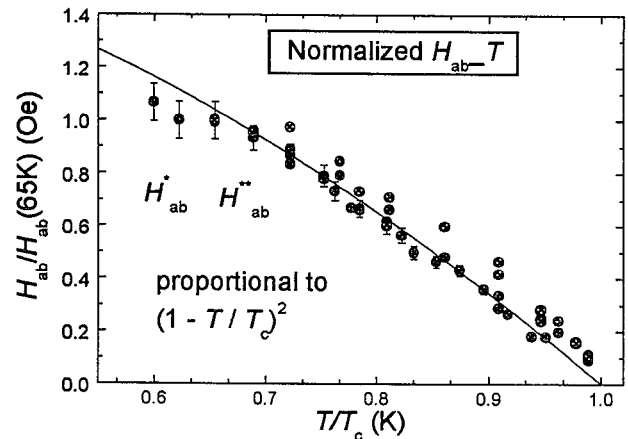 Normalized H_ab_T
H_ab/H_ab(65K) (Oe)
1.4
1.2
1.0
0.8
0.6
0.4
0.2
0.0
H*_ab H**_ab
proportional to
(1 - T / T_c)^2
0.6 0.7 0.8 0.9 1.0
T/T_c (K)